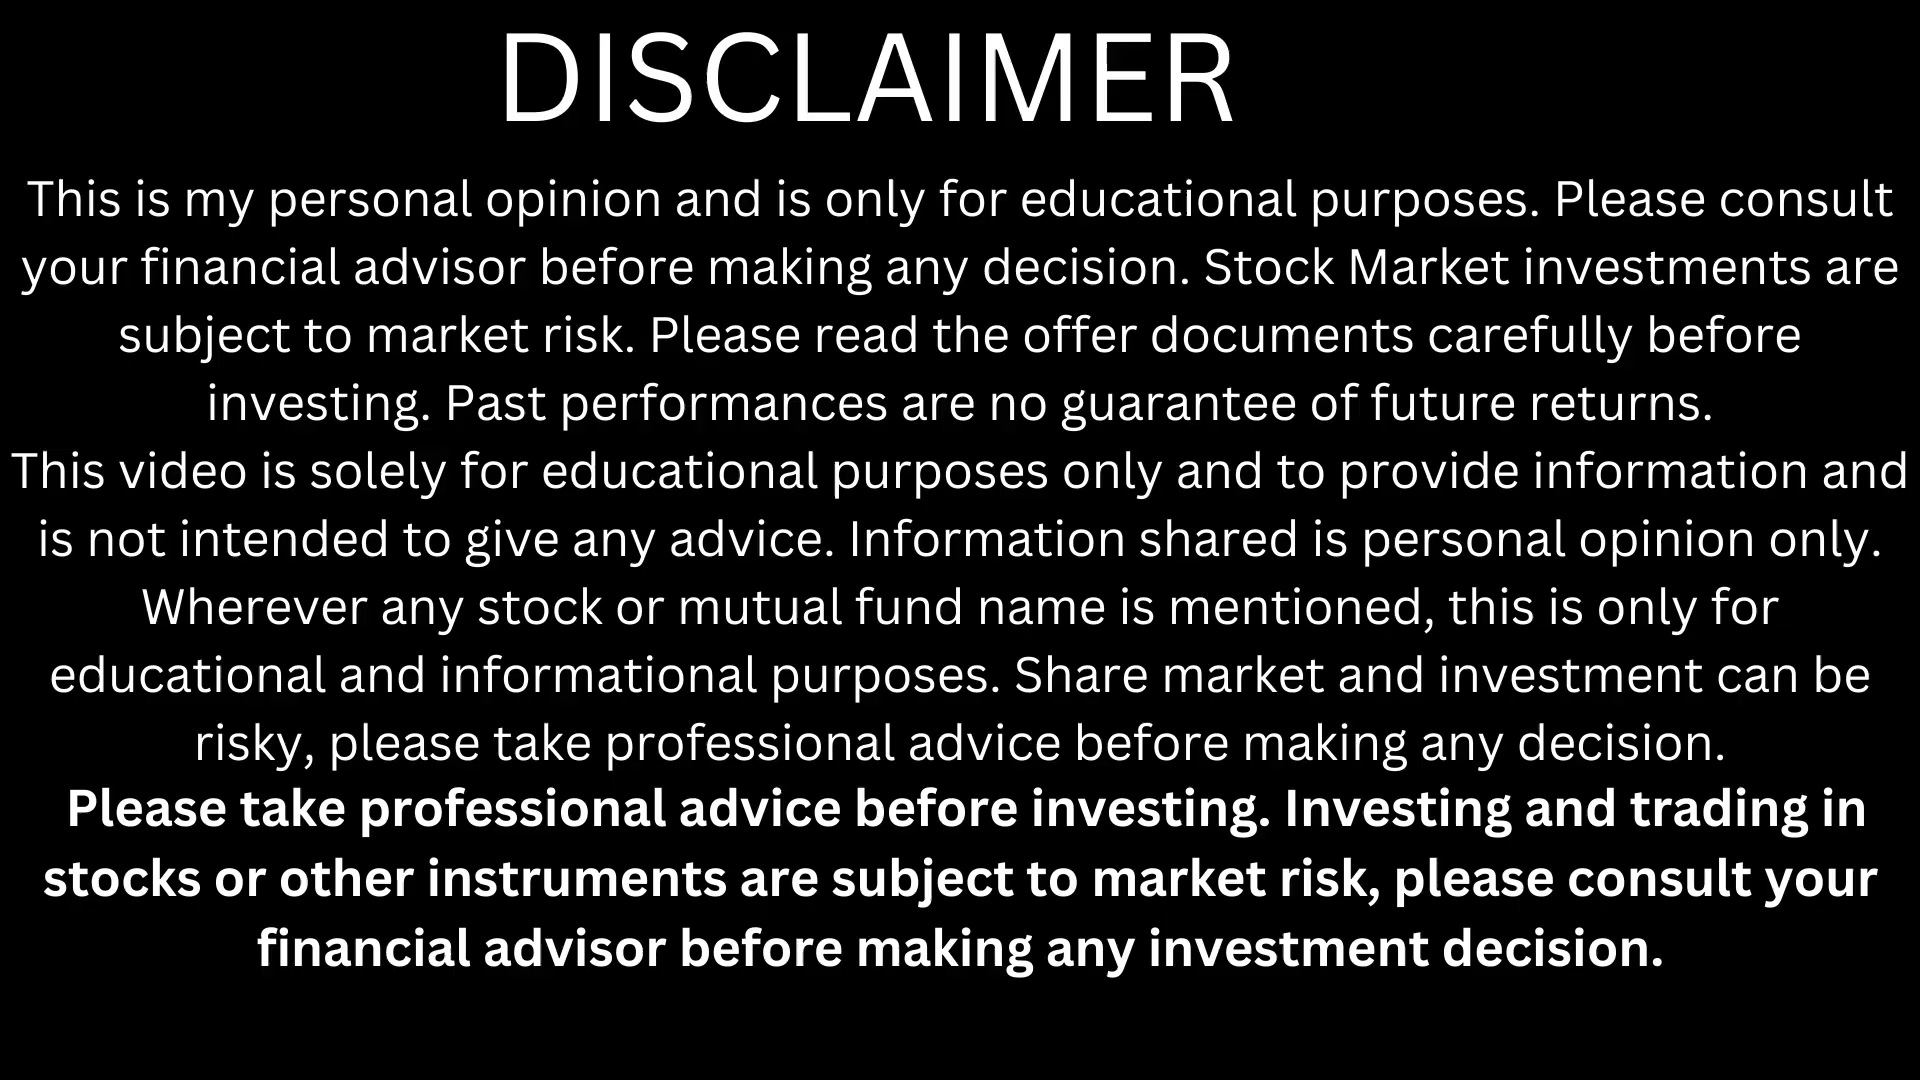 DISCLAIMER
This is my personal opinion and is only for educational purposes. Please consult
your financial advisor before making any decision. Stock Market investments are
subject to market risk. Please read the offer documents carefully before
investing. Past performances are no guarantee of future returns.
This video is solely for educational purposes only and to provide information and
is not intended to give any advice. Information shared is personal opinion only.
Wherever any stock or mutual fund name is mentioned, this is only for
educational and informational purposes. Share market and investment can be
risky, please take professional advice before making any decision.
Please take professional advice before investing. Investing and trading in
stocks or other instruments are subject to market risk, please consult your
financial advisor before making any investment decision.